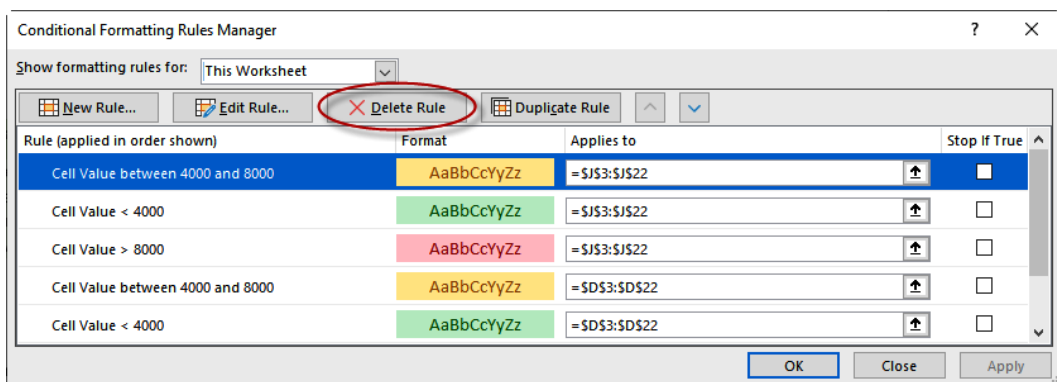 Conditional Formatting Rules Manager ? ×
Show formatting rules for: This Worksheet
New Rule... Edit Rule... Delete Rule Duplicate Rule
Rule (applied in order shown) Format Applies to Stop If True
Cell Value between 4000 and 8000 AaBbCcYyZz =$J$3:$J$22
Cell Value < 4000 AaBbCcYyZz =$J$3:$J$22
Cell Value > 8000 AaBbCcYyZz =$J$3:$J$22
Cell Value between 4000 and 8000 AaBbCcYyZz =$D$3:$D$22
Cell Value < 4000 AaBbCcYyZz =$D$3:$D$22
OK Close Apply